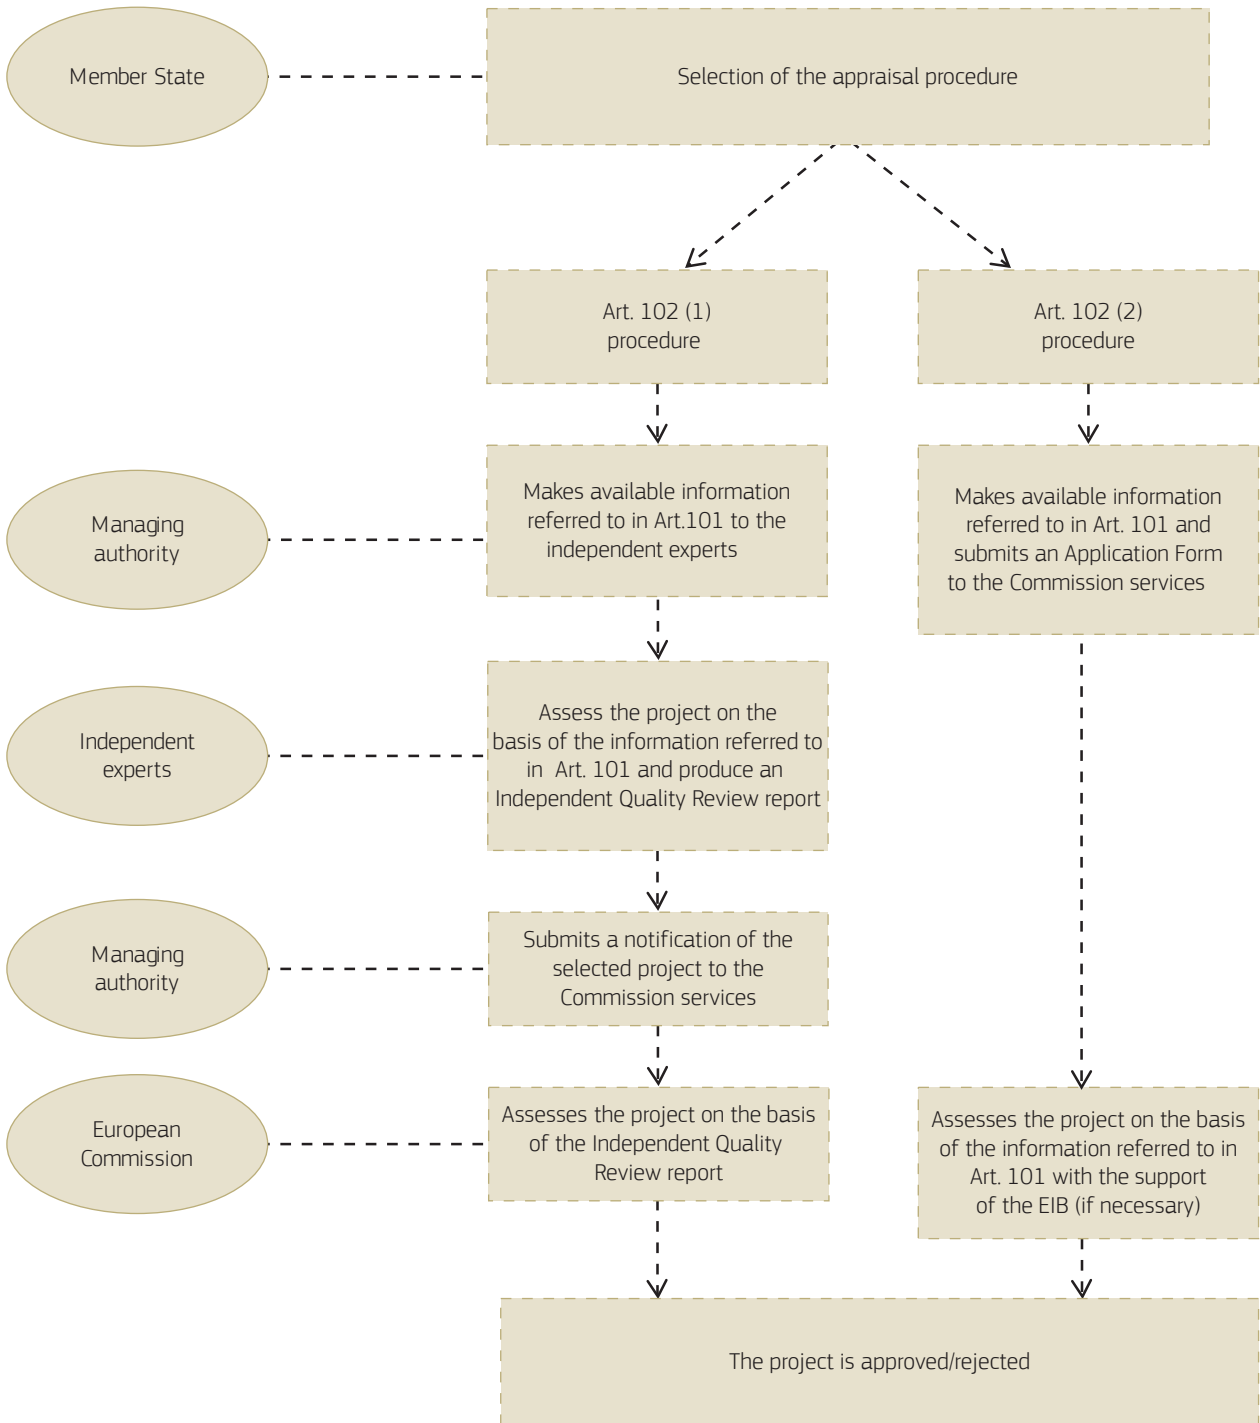 Member State
Selection of the appraisal procedure
Art. 102 (1)
procedure
Art. 102 (2)
procedure
Managing
authority
Makes available information
referred to in Art.101 to the
independent experts
Makes available information
referred to in Art. 101 and
submits an Application Form
to the Commission services
Independent
experts
Assess the project on the
basis of the information referred to
in Art. 101 and produce an
Independent Quality Review report
Managing
authority
Submits a notification of the
selected project to the
Commission services
European
Commission
Assesses the project on the basis
of the Independent Quality
Review report
Assesses the project on the basis
of the information referred to in
Art. 101 with the support
of the EIB (if necessary)
The project is approved/rejected